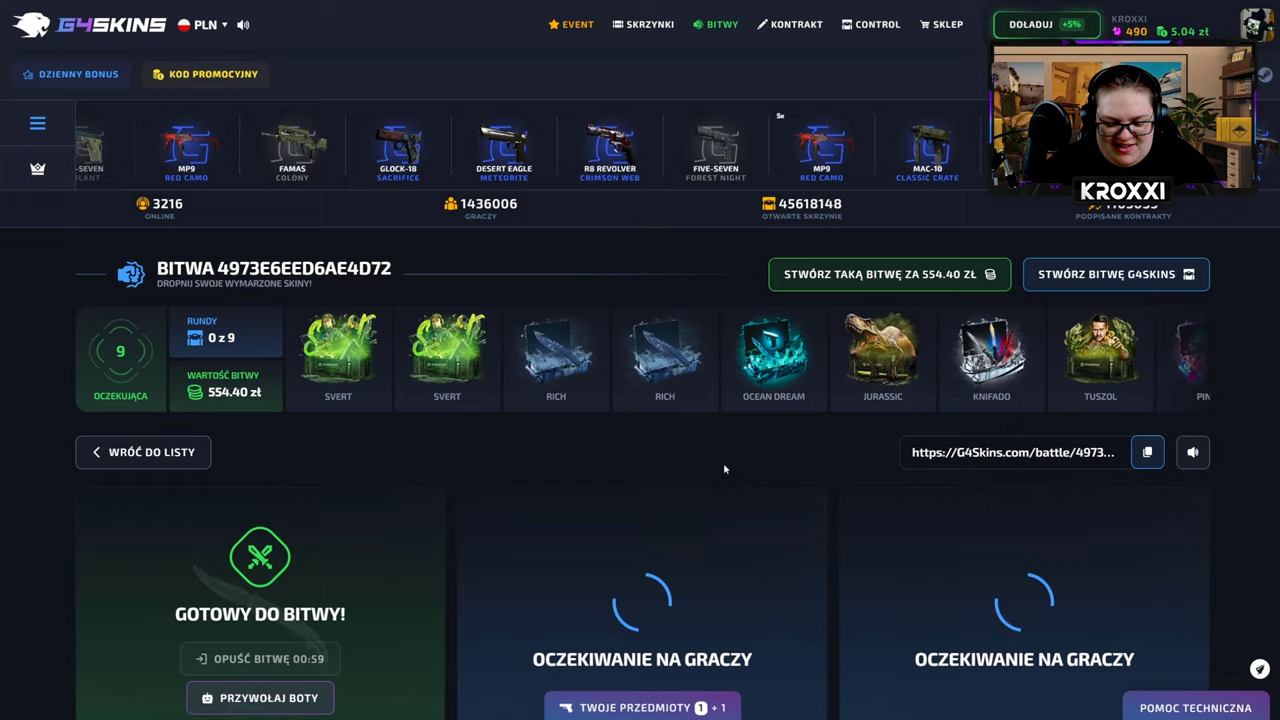 G4SKINS
PLN
EVENT
SKRZYNKI
BITWY
KONTRAKT
CONTROL
SKLEP
DOŁADUJ +5%
KROXXI
490 5.04 zł
DZIENNY BONUS
KOD PROMOCYJNY
-SEVEN
MP9
RED CAMO
FAMAS
COLONY
GLOCK-18
SACRIFICE
DESERT EAGLE
METEORITE
R8 REVOLVER
CRIMSON WEB
FIVE-SEVEN
FOREST NIGHT
5x
MP9
RED CAMO
MAC-10
CLASSIC CRATE
KROXXI
3216
ONLINE
1436006
GRACZY
45618148
OTWARTE SKRZYNIE
PODPISANE KONTRAKTY
BITWA 4973E6EED6AE4D72
DROPNIJ SWOJE WYMARZONE SKINY!
STWÓRZ TAKĄ BITWĘ ZA 554.40 ZŁ
STWÓRZ BITWĘ G4SKINS
9
OCZEKUJĄCA
RUNDY
0 z 9
WARTOŚĆ BITWY
554.40 zł
SVERT
SVERT
RICH
RICH
OCEAN DREAM
JURASSIC
KNIFADO
TUSZOL
PIN
WRÓĆ DO LISTY
https://G4Skins.com/battle/4973...
GOTOWY DO BITWY!
OPUŚĆ BITWĘ 00:59
PRZYWOŁAJ BOTY
OCZEKIWANIE NA GRACZY
TWOJE PRZEDMIOTY 1 + 1
OCZEKIWANIE NA GRACZY
POMOC TECHNICZNA